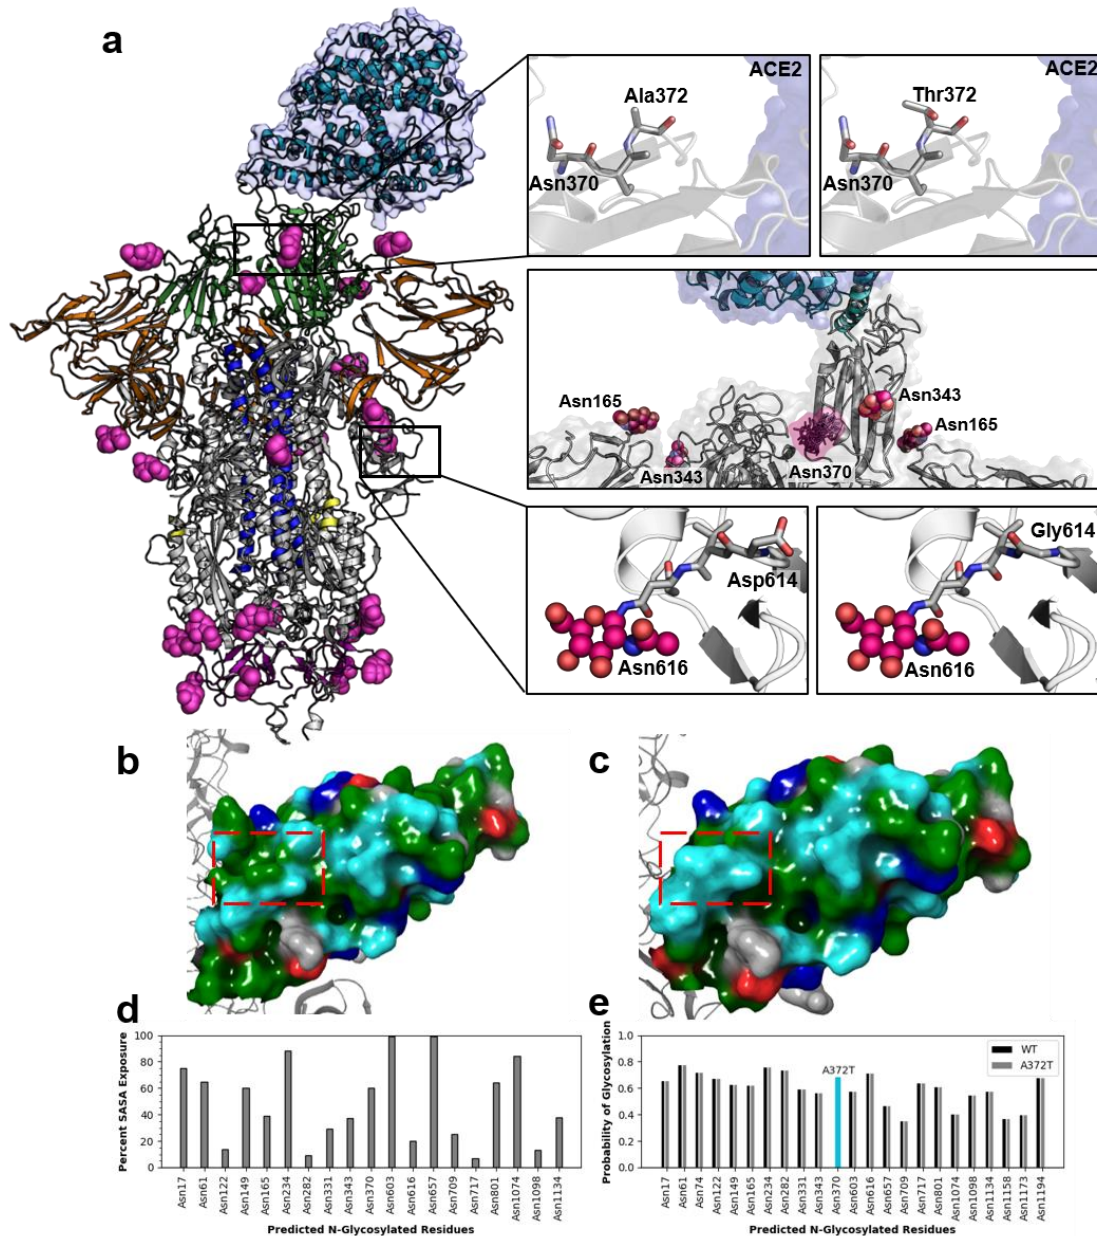 a
ACE2
Ala372
Asn370
ACE2
Thr372
Asn370
Asn165
Asn343
Asn370
Asn343
Asn165
Asp614
Asn616
Gly614
Asn616
b
c
d
Percent SASA Exposure
100
80
60
40
20
0
Asn17
Asn61
Asn122
Asn149
Asn165
Asn234
Asn282
Asn331
Asn343
Asn370
Asn603
Asn616
Asn657
Asn709
Asn717
Asn801
Asn1074
Asn1098
Asn1134
Predicted N-Glycosylated Residues
e
Probability of Glycosylation
1.0
0.8
0.6
0.4
0.2
0.0
A372T
WT
A372T
Asn17
Asn61
Asn74
Asn122
Asn149
Asn165
Asn234
Asn282
Asn331
Asn343
Asn370
Asn603
Asn616
Asn657
Asn709
Asn717
Asn801
Asn1074
Asn1098
Asn1134
Asn1158
Asn1173
Asn1194
Predicted N-Glycosylated Residues